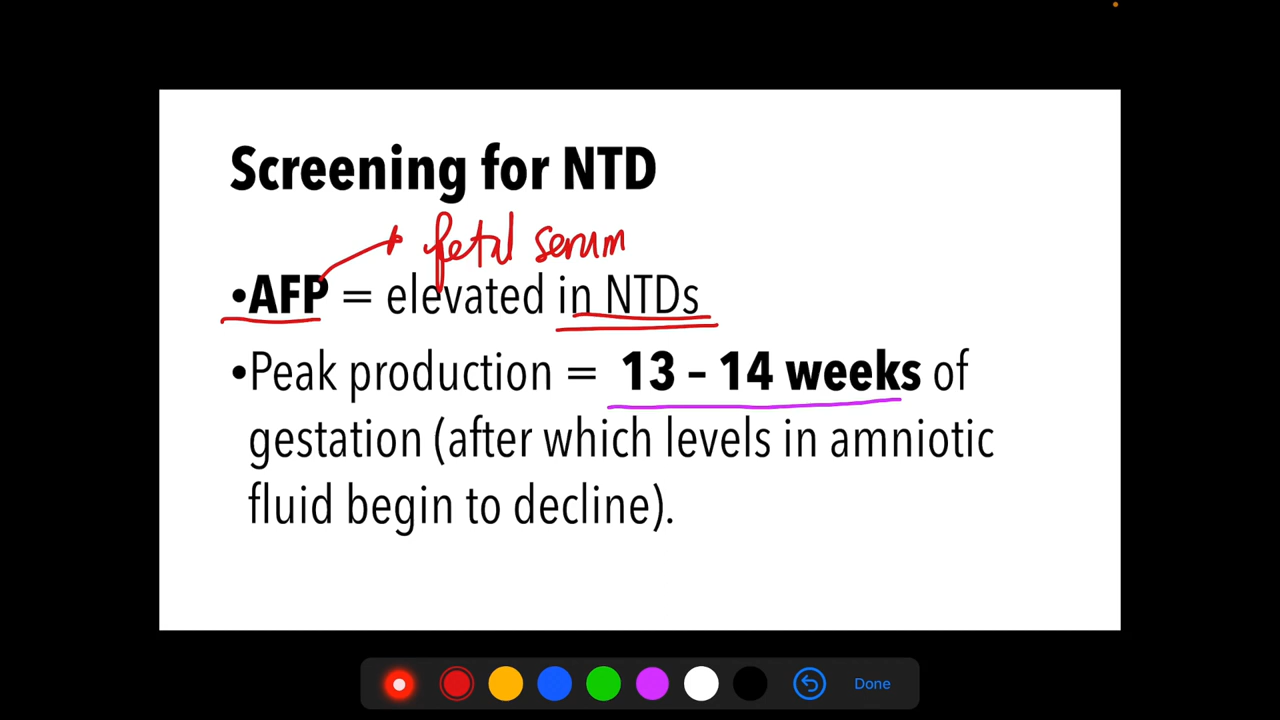 Screening for NTD
fetal serum
•AFP = elevated in NTDs
•Peak production = 13 – 14 weeks of
gestation (after which levels in amniotic
fluid begin to decline).
Done